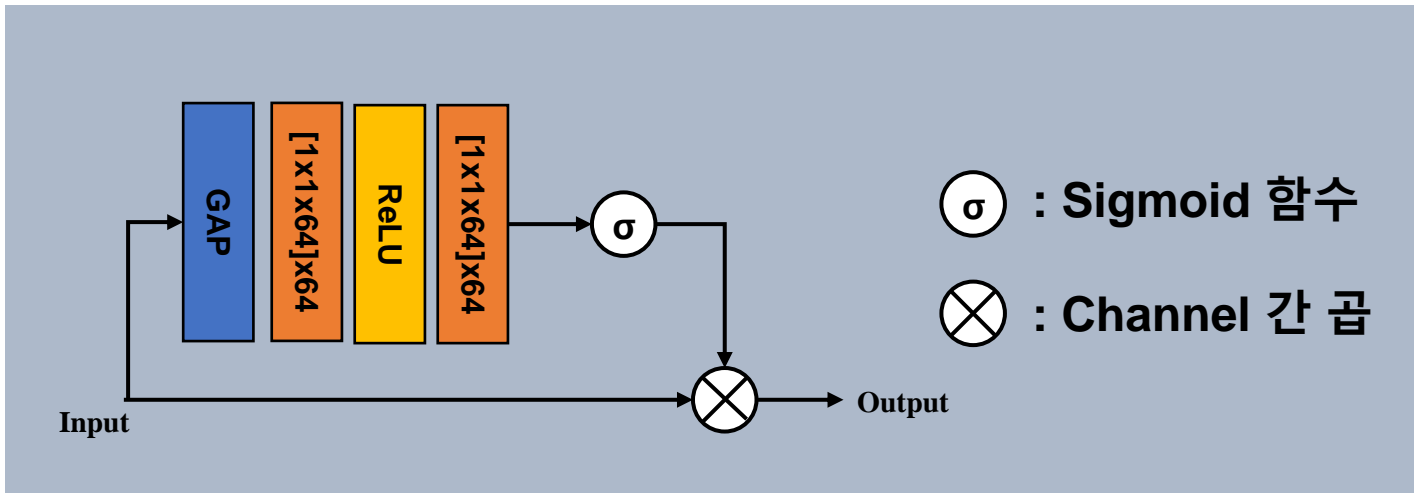 GAP
[1x1x64]x64
ReLU
[1x1x64]x64
σ
Input
Output
σ : Sigmoid 함수
: Channel 간 곱